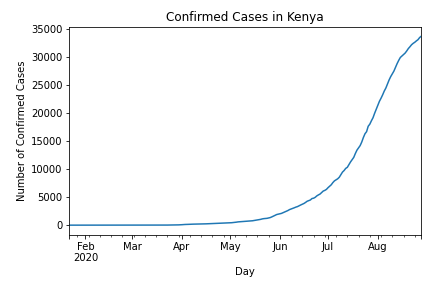 Confirmed Cases in Kenya
Number of Confirmed Cases
35000
30000
25000
20000
15000
10000
5000
0
Feb Mar Apr May Jun Jul Aug
2020
Day